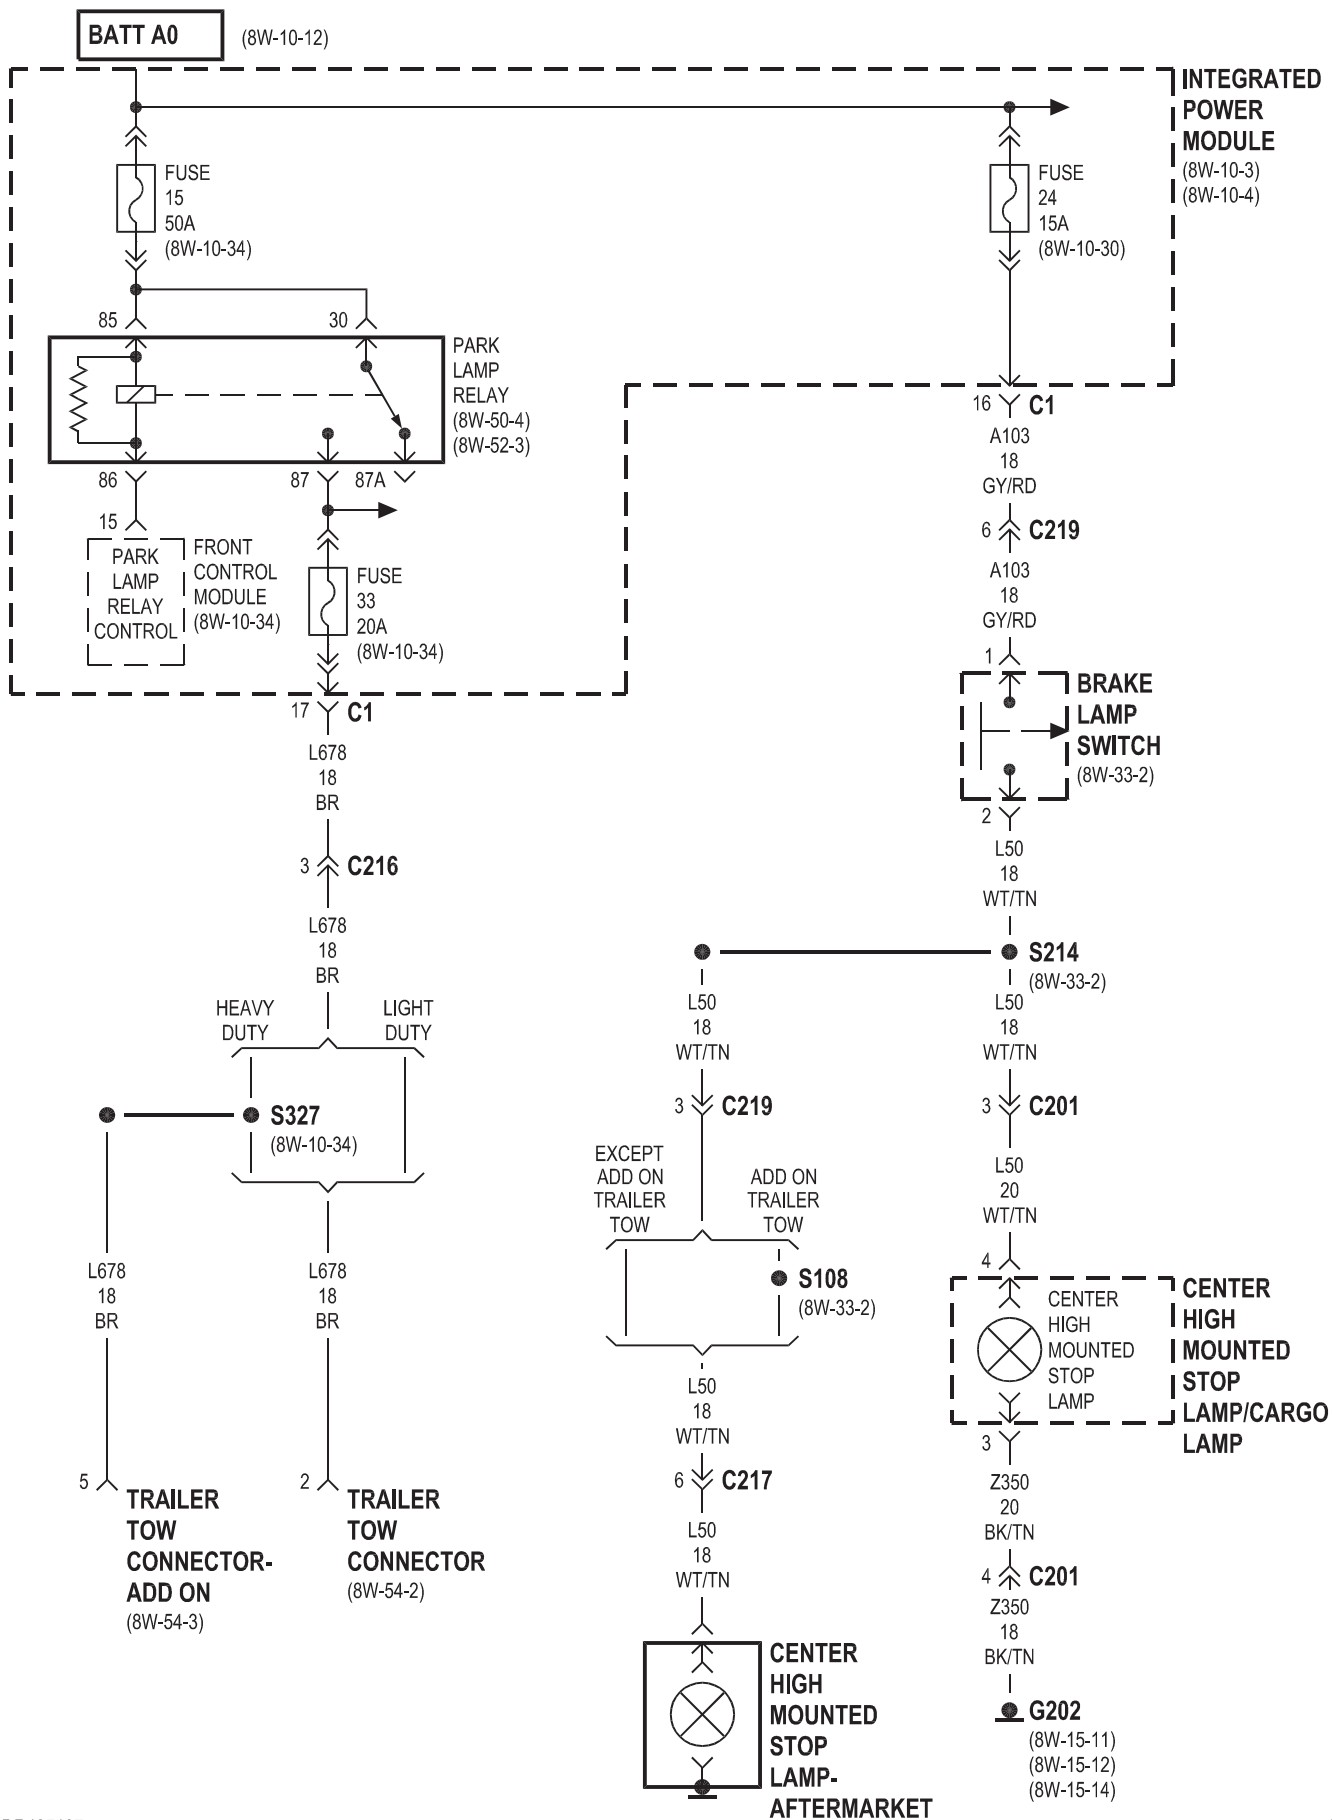 BATT A0
(8W-10-12)
INTEGRATED
POWER
MODULE
(8W-10-3)
(8W-10-4)
FUSE
15
50A
(8W-10-34)
FUSE
24
15A
(8W-10-30)
85
30
PARK
LAMP
RELAY
(8W-50-4)
(8W-52-3)
86
87
87A
15
PARK
LAMP
RELAY
CONTROL
FRONT
CONTROL
MODULE
(8W-10-34)
FUSE
33
20A
(8W-10-34)
17
C1
L678
18
BR
3
C216
L678
18
BR
HEAVY
DUTY
LIGHT
DUTY
S327
(8W-10-34)
L678
18
BR
L678
18
BR
5
TRAILER
TOW
CONNECTOR-
ADD ON
(8W-54-3)
2
TRAILER
TOW
CONNECTOR
(8W-54-2)
16
C1
A103
18
GY/RD
6
C219
A103
18
GY/RD
1
BRAKE
LAMP
SWITCH
(8W-33-2)
2
L50
18
WT/TN
S214
(8W-33-2)
L50
18
WT/TN
3
C219
EXCEPT
ADD ON
TRAILER
TOW
ADD ON
TRAILER
TOW
S108
(8W-33-2)
L50
18
WT/TN
6
C217
L50
18
WT/TN
CENTER
HIGH
MOUNTED
STOP
LAMP-
AFTERMARKET
L50
18
WT/TN
3
C201
L50
20
WT/TN
4
CENTER
HIGH
MOUNTED
STOP
LAMP
CENTER
HIGH
MOUNTED
STOP
LAMP/CARGO
LAMP
3
Z350
20
BK/TN
4
C201
Z350
18
BK/TN
G202
(8W-15-11)
(8W-15-12)
(8W-15-14)